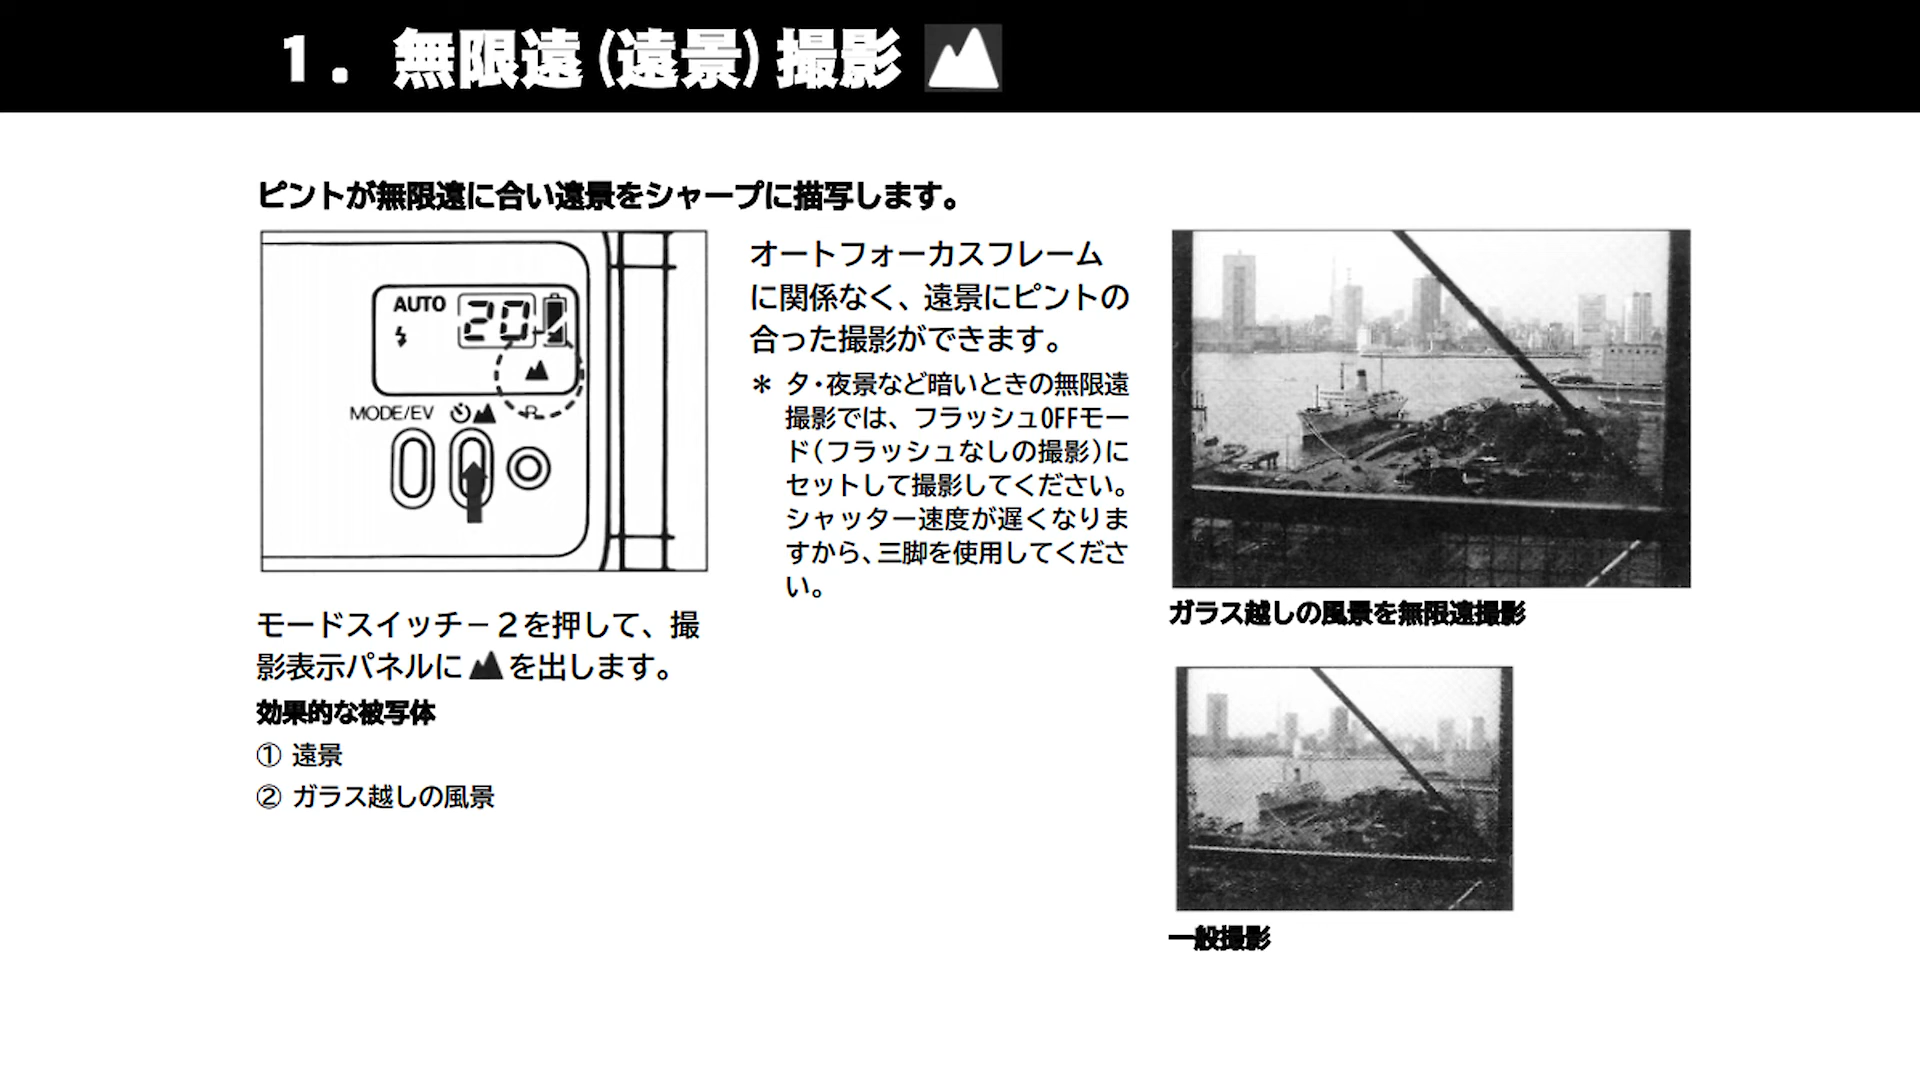 1. 無限遠(遠景)撮影
ピントが無限遠に合い遠景をシャープに描写します。
AUTO
20
MODE/EV
R
モードスイッチ－2を押して、撮
影表示パネルに を出します。
効果的な被写体
① 遠景
② ガラス越しの風景
オートフォーカスフレーム
に関係なく、遠景にピントの
合った撮影ができます。
＊ 夕・夜景など暗いときの無限遠
撮影では、フラッシュOFFモー
ド(フラッシュなしの撮影)に
セットして撮影してください。
シャッター速度が遅くなりま
すから、三脚を使用してくださ
い。
ガラス越しの風景を無限遠撮影
一般撮影